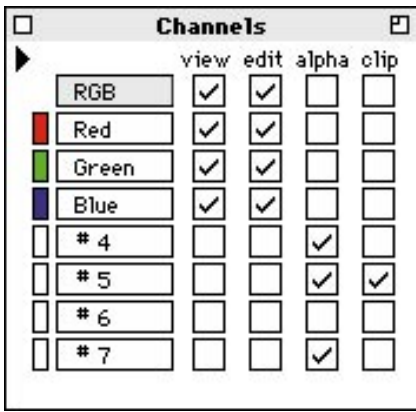 Channels
view edit alpha clip
RGB
Red
Green
Blue
# 4
# 5
# 6
# 7